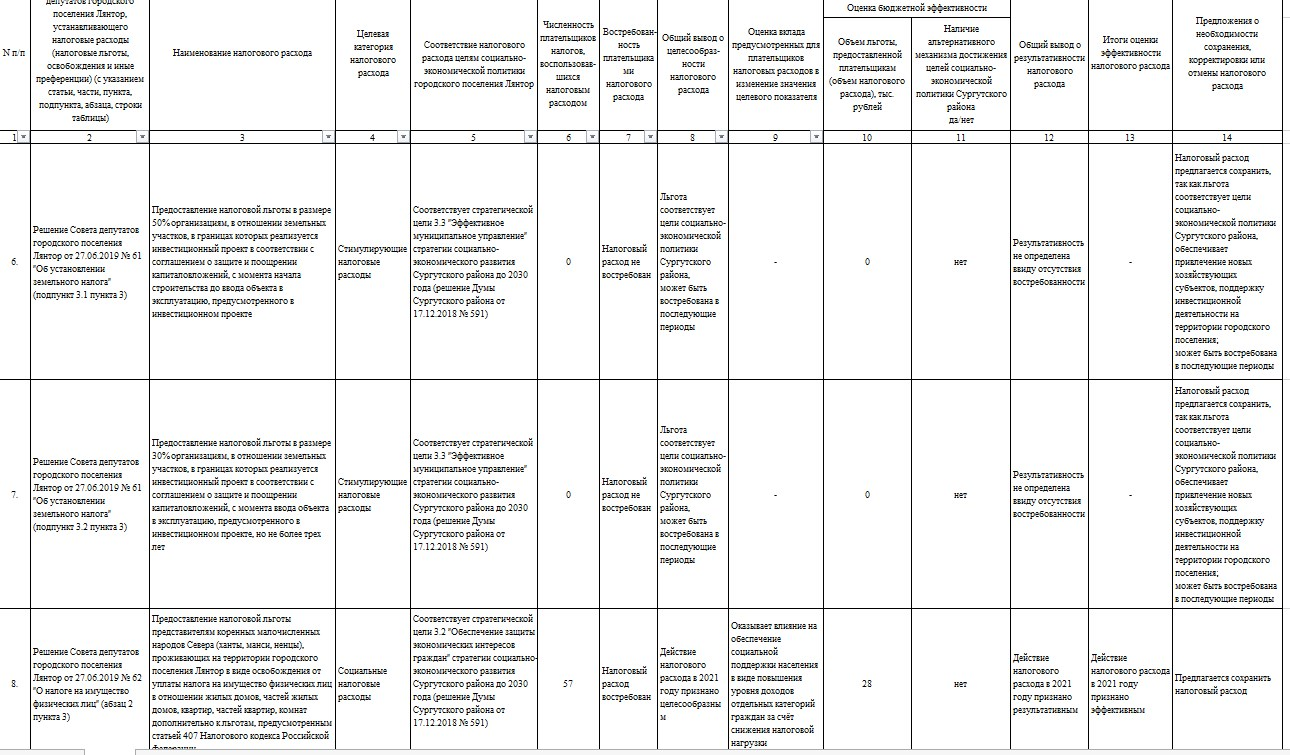 N п/п
депутатов городского
поселения Лянтор,
устанавливающего
налоговые расходы
(налоговые льготы,
освобождения и иные
преференции) (с указанием
статьи, части, пункта,
подпункта, абзаца, строки
таблицы)
Наименование налогового расхода
Целевая
категория
налогового
расхода
Соответствие налогового
расхода целям социально-
экономической политики
городского поселения Лянтор
Численность
плательщиков
налогов,
воспользовав-
шихся
налоговым
расходом
Востребован-
ность
плательщика
ми
налогового
расхода
Общий вывод о
целесообраз-
ности
налогового
расхода
Оценка вклада
предусмотренных для
плательщиков
налоговых расходов в
изменение значения
целевого показателя
Оценка бюджетной эффективности
Объем льготы,
предоставленной
плательщикам
(объем налогового
расхода), тыс.
рублей
Наличие
альтернативного
механизма достижения
целей социально-
экономической
политики Сургутского
района
да/нет
Общий вывод о
результативности
налогового
расхода
Итоги оценки
эффективности
налогового расхода
Предложения о
необходимости
сохранения,
корректировки или
отмены налогового
расхода
1 2 3 4 5 6 7 8 9 10 11 12 13 14
6.
Решение Совета депутатов
городского поселения
Лянтор от 27.06.2019 № 61
"Об установлении
земельного налога"
(подпункт 3.1 пункта 3)
Предоставление налоговой льготы в размере
50% организациям, в отношении земельных
участков, в границах которых реализуется
инвестиционный проект в соответствии с
соглашением о защите и поощрении
капиталовложений, с момента начала
строительства до ввода объекта в
эксплуатацию, предусмотренного в
инвестиционном проекте
Стимулирующие
налоговые
расходы
Соответствует стратегической
цели 3.3 "Эффективное
муниципальное управление"
стратегии социально-
экономического развития
Сургутского района до 2030
года (решение Думы
Сургутского района от
17.12.2018 № 591)
0
Налоговый
расход не
востребован
Льгота
соответствует
цели социально-
экономической
политики
Сургутского
района,
может быть
востребована в
последующие
периоды
-
0
нет
Результативность
не определена
ввиду отсутствия
востребованности
-
Налоговый расход
предлагается сохранить,
так как льгота
соответствует цели
социально-
экономической политики
Сургутского района,
обеспечивает
привлечение новых
хозяйствующих
субъектов, поддержку
инвестиционной
деятельности на
территории городского
поселения;
может быть востребована
в последующие периоды
7.
Решение Совета депутатов
городского поселения
Лянтор от 27.06.2019 № 61
"Об установлении
земельного налога"
(подпункт 3.2 пункта 3)
Предоставление налоговой льготы в размере
30% организациям, в отношении земельных
участков, в границах которых реализуется
инвестиционный проект в соответствии с
соглашением о защите и поощрении
капиталовложений, с момента ввода объекта
в эксплуатацию, предусмотренного в
инвестиционном проекте, но не более трех
лет
Стимулирующие
налоговые
расходы
Соответствует стратегической
цели 3.3 "Эффективное
муниципальное управление"
стратегии социально-
экономического развития
Сургутского района до 2030
года (решение Думы
Сургутского района от
17.12.2018 № 591)
0
Налоговый
расход не
востребован
Льгота
соответствует
цели социально-
экономической
политики
Сургутского
района,
может быть
востребована в
последующие
периоды
-
0
нет
Результативность
не определена
ввиду отсутствия
востребованности
-
Налоговый расход
предлагается сохранить,
так как льгота
соответствует цели
социально-
экономической политики
Сургутского района,
обеспечивает
привлечение новых
хозяйствующих
субъектов, поддержку
инвестиционной
деятельности на
территории городского
поселения;
может быть востребована
в последующие периоды
8.
Решение Совета депутатов
городского поселения
Лянтор от 27.06.2019 № 62
"О налоге на имущество
физических лиц" (абзац 2
пункта 3)
Предоставление налоговой льготы
представителям коренных малочисленных
народов Севера (ханты, манси, ненцы),
проживающих на территории городского
поселения Лянтор в виде освобождения от
уплаты налога на имущество физических лиц
в отношении жилых домов, частей жилых
домов, квартир, частей квартир, комнат
дополнительно к льготам, предусмотренным
статьей 407 Налогового кодекса Российской
Федерации
Социальные
налоговые
расходы
Соответствует стратегической
цели 3.2 "Обеспечение защиты
экономических интересов
граждан" стратегии социально-
экономического развития
Сургутского района до 2030
года (решение Думы
Сургутского района от
17.12.2018 № 591)
57
Налоговый
расход
востребован
Действие
налогового
расхода в 2021
году признано
целесообразны
м
Оказывает влияние на
обеспечение
социальной
поддержки населения
в виде повышения
уровня доходов
отдельных категорий
граждан за счёт
снижения налоговой
нагрузки
28
нет
Действие
налогового
расхода в 2021
году признано
результативным
Действие
налогового расхода
в 2021 году
признано
эффективным
Предлагается сохранить
налоговый расход